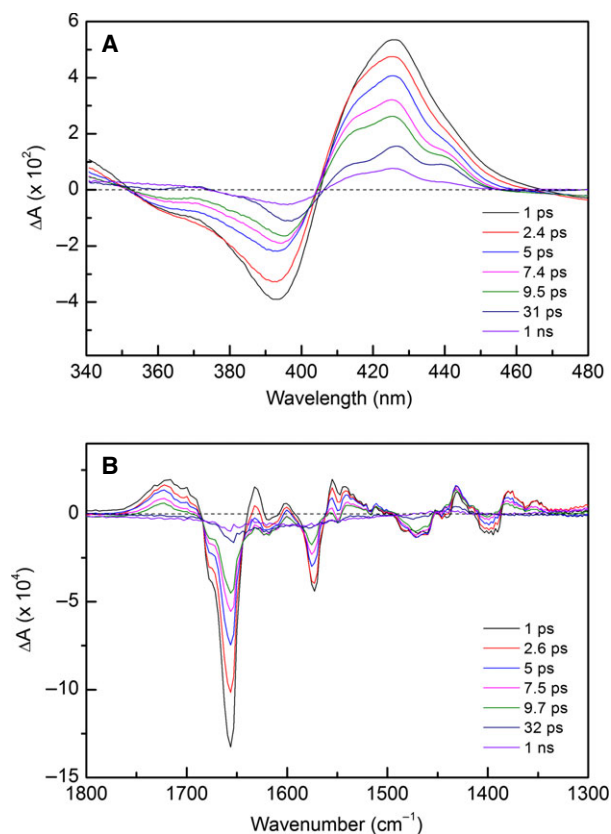 A
6
4
2
0
−2
−4
ΔA (x 10²)
1 ps
2.4 ps
5 ps
7.4 ps
9.5 ps
31 ps
1 ns
340 360 380 400 420 440 460 480
Wavelength (nm)
B
0
−5
−10
−15
ΔA (x 10⁴)
1 ps
2.6 ps
5 ps
7.5 ps
9.7 ps
32 ps
1 ns
1800 1700 1600 1500 1400 1300
Wavenumber (cm⁻¹)